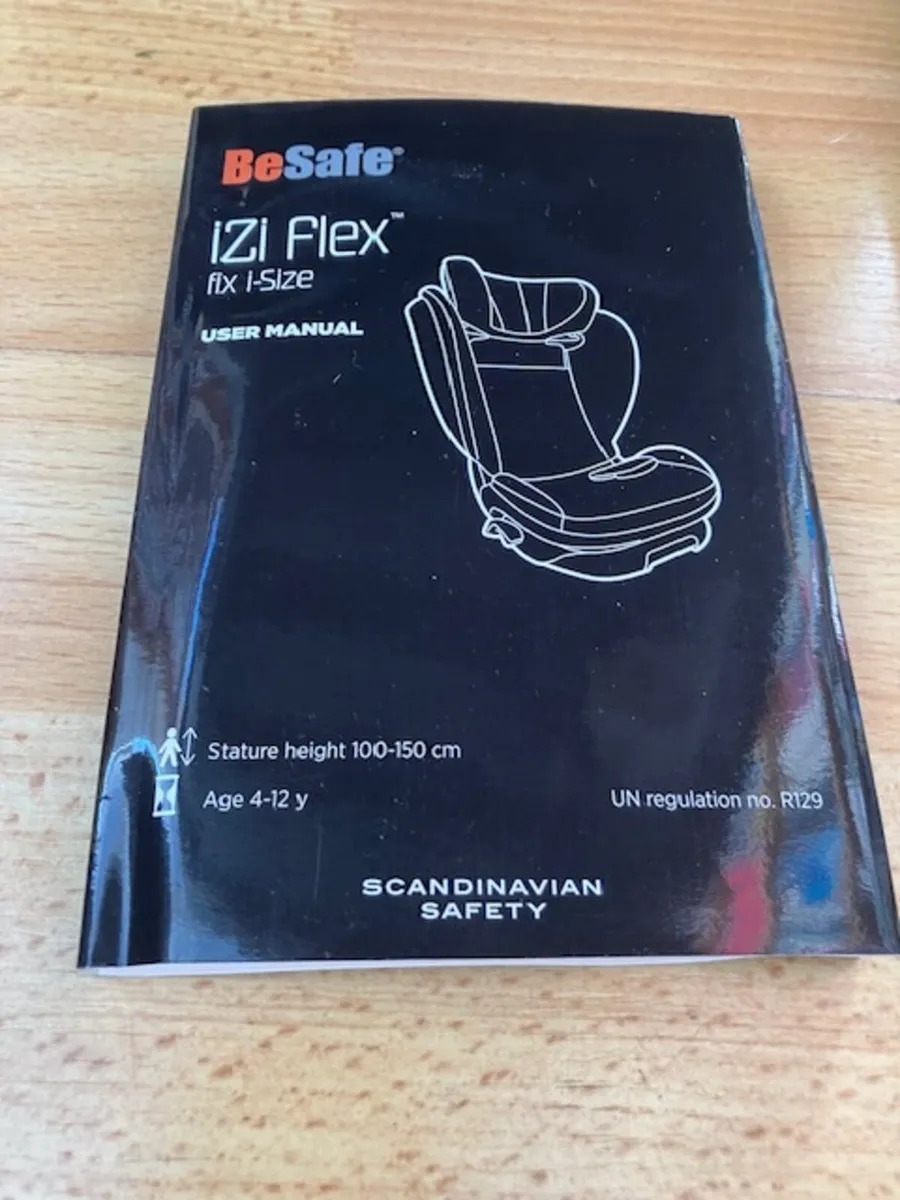 BeSafe®
iZi Flex™
fix i-Size
USER MANUAL
Stature height 100-150 cm
Age 4-12 y
UN regulation no. R129
SCANDINAVIAN
SAFETY